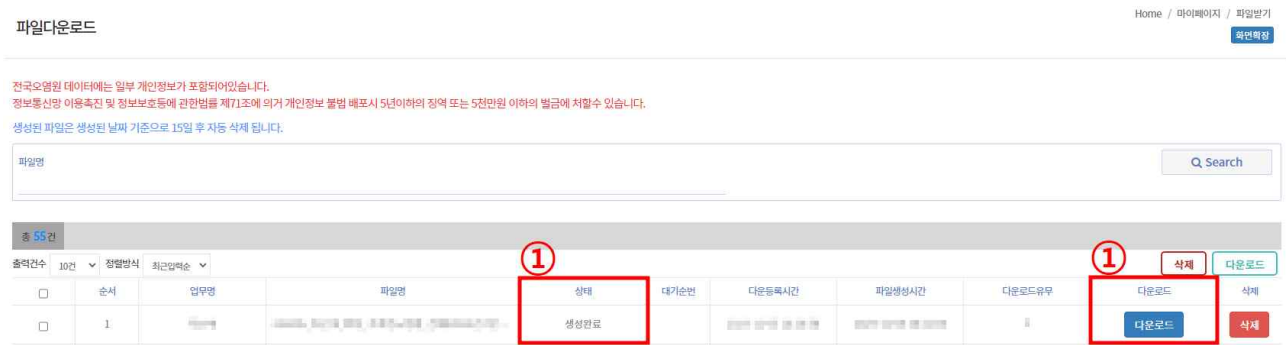 Home / 마이페이지 / 파일받기
파일다운로드
화면확장
전국오염원 데이터에는 일부 개인정보가 포함되어있습니다.
정보통신망 이용촉진 및 정보보호등에 관한법률 제71조에 의거 개인정보 불법 배포시 5년이하의 징역 또는 5천만원 이하의 벌금에 처할수 있습니다.
생성된 파일은 생성된 날짜 기준으로 15일 후 자동 삭제 됩니다.
파일명
Search
총 55건
출력건수 10건 정렬방식 최근입력순 ① ① 삭제 다운로드
순서 업무명 파일명 상태 대기순번 다운등록시간 파일생성시간 다운로드유무 다운로드 삭제
1 생성완료 다운로드 삭제